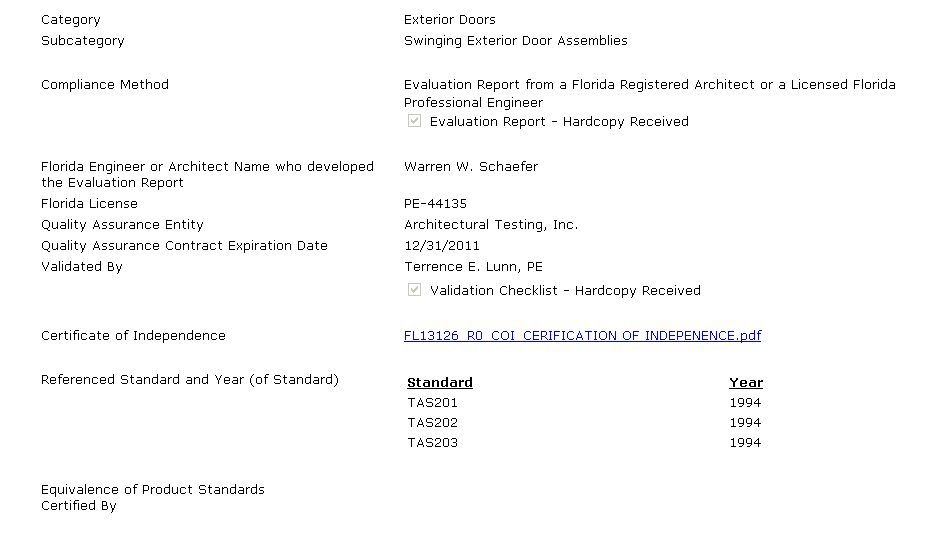 Category Exterior Doors
Subcategory Swinging Exterior Door Assemblies
Compliance Method Evaluation Report from a Florida Registered Architect or a Licensed Florida
Professional Engineer
Evaluation Report - Hardcopy Received
Florida Engineer or Architect Name who developed Warren W. Schaefer
the Evaluation Report
Florida License PE-44135
Quality Assurance Entity Architectural Testing, Inc.
Quality Assurance Contract Expiration Date 12/31/2011
Validated By Terrence E. Lunn, PE
Validation Checklist - Hardcopy Received
Certificate of Independence FL13126_R0_COI_CERIFICATION OF INDEPENENCE.pdf
Referenced Standard and Year (of Standard) Standard Year
TAS201 1994
TAS202 1994
TAS203 1994
Equivalence of Product Standards
Certified By